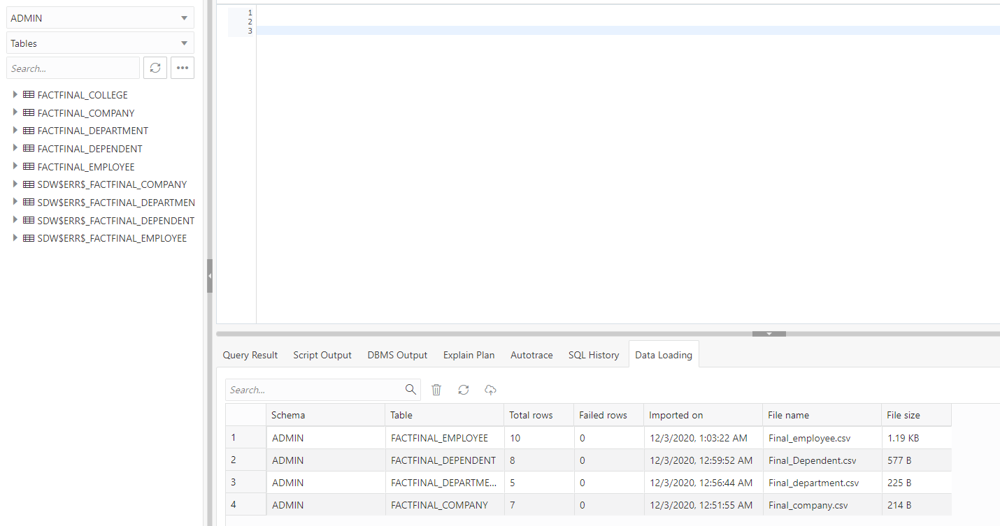 ADMIN
Tables
Search...
FACTFINAL_COLLEGE
FACTFINAL_COMPANY
FACTFINAL_DEPARTMENT
FACTFINAL_DEPENDENT
FACTFINAL_EMPLOYEE
SDW$ERR$_FACTFINAL_COMPANY
SDW$ERR$_FACTFINAL_DEPARTMEN
SDW$ERR$_FACTFINAL_DEPENDENT
SDW$ERR$_FACTFINAL_EMPLOYEE
1
2
3
Query Result Script Output DBMS Output Explain Plan Autotrace SQL History Data Loading
Search...
Schema Table Total rows Failed rows Imported on File name File size
1 ADMIN FACTFINAL_EMPLOYEE 10 0 12/3/2020, 1:03:22 AM Final_employee.csv 1.19 KB
2 ADMIN FACTFINAL_DEPENDENT 8 0 12/3/2020, 12:59:52 AM Final_Dependent.csv 577 B
3 ADMIN FACTFINAL_DEPARTME... 5 0 12/3/2020, 12:56:44 AM Final_department.csv 225 B
4 ADMIN FACTFINAL_COMPANY 7 0 12/3/2020, 12:51:55 AM Final_company.csv 214 B